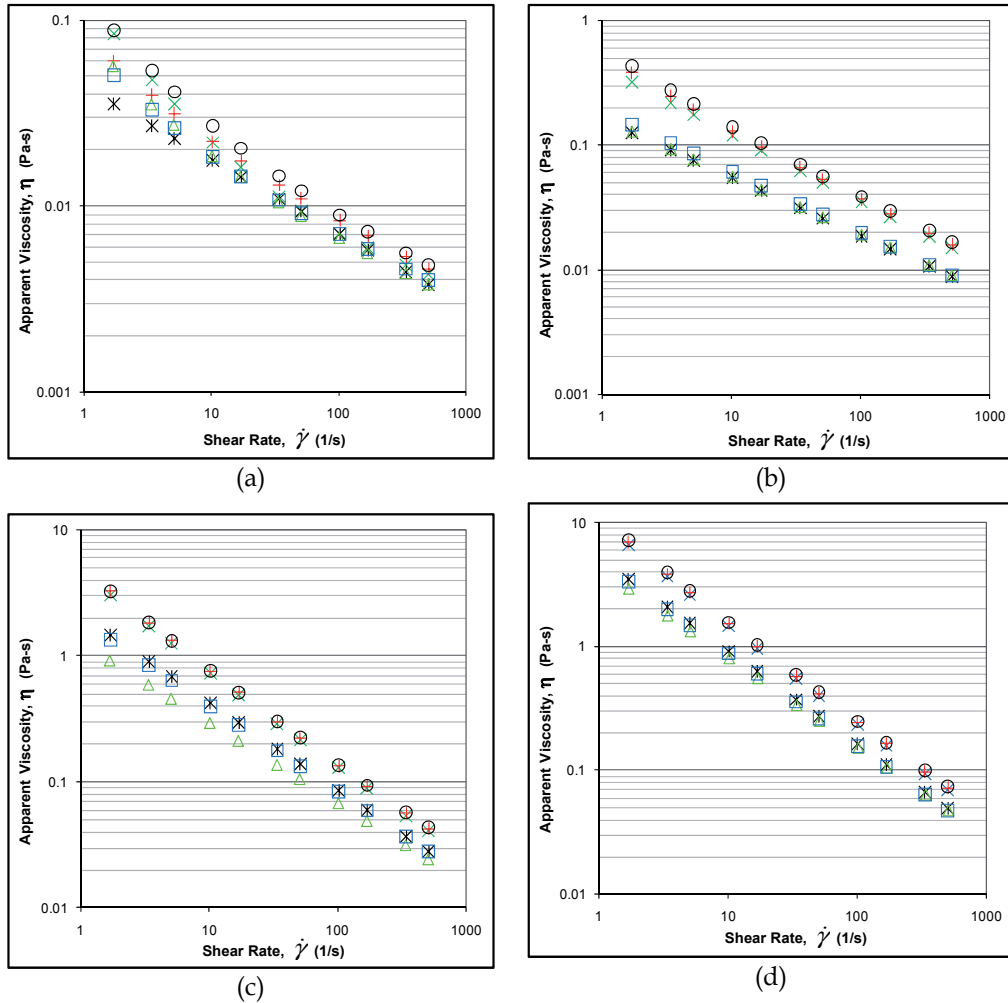 0.1
0.01
0.001
1
10
100
1000
Apparent Viscosity, η (Pa-s)
Shear Rate, γ̇ (1/s)
(a)
1
0.1
0.01
0.001
1
10
100
1000
Apparent Viscosity, η (Pa-s)
Shear Rate, γ̇ (1/s)
(b)
10
1
0.1
0.01
1
10
100
1000
Apparent Viscosity, η (Pa-s)
Shear Rate, γ̇ (1/s)
(c)
10
1
0.1
0.01
1
10
100
1000
Apparent Viscosity, η (Pa-s)
Shear Rate, γ̇ (1/s)
(d)